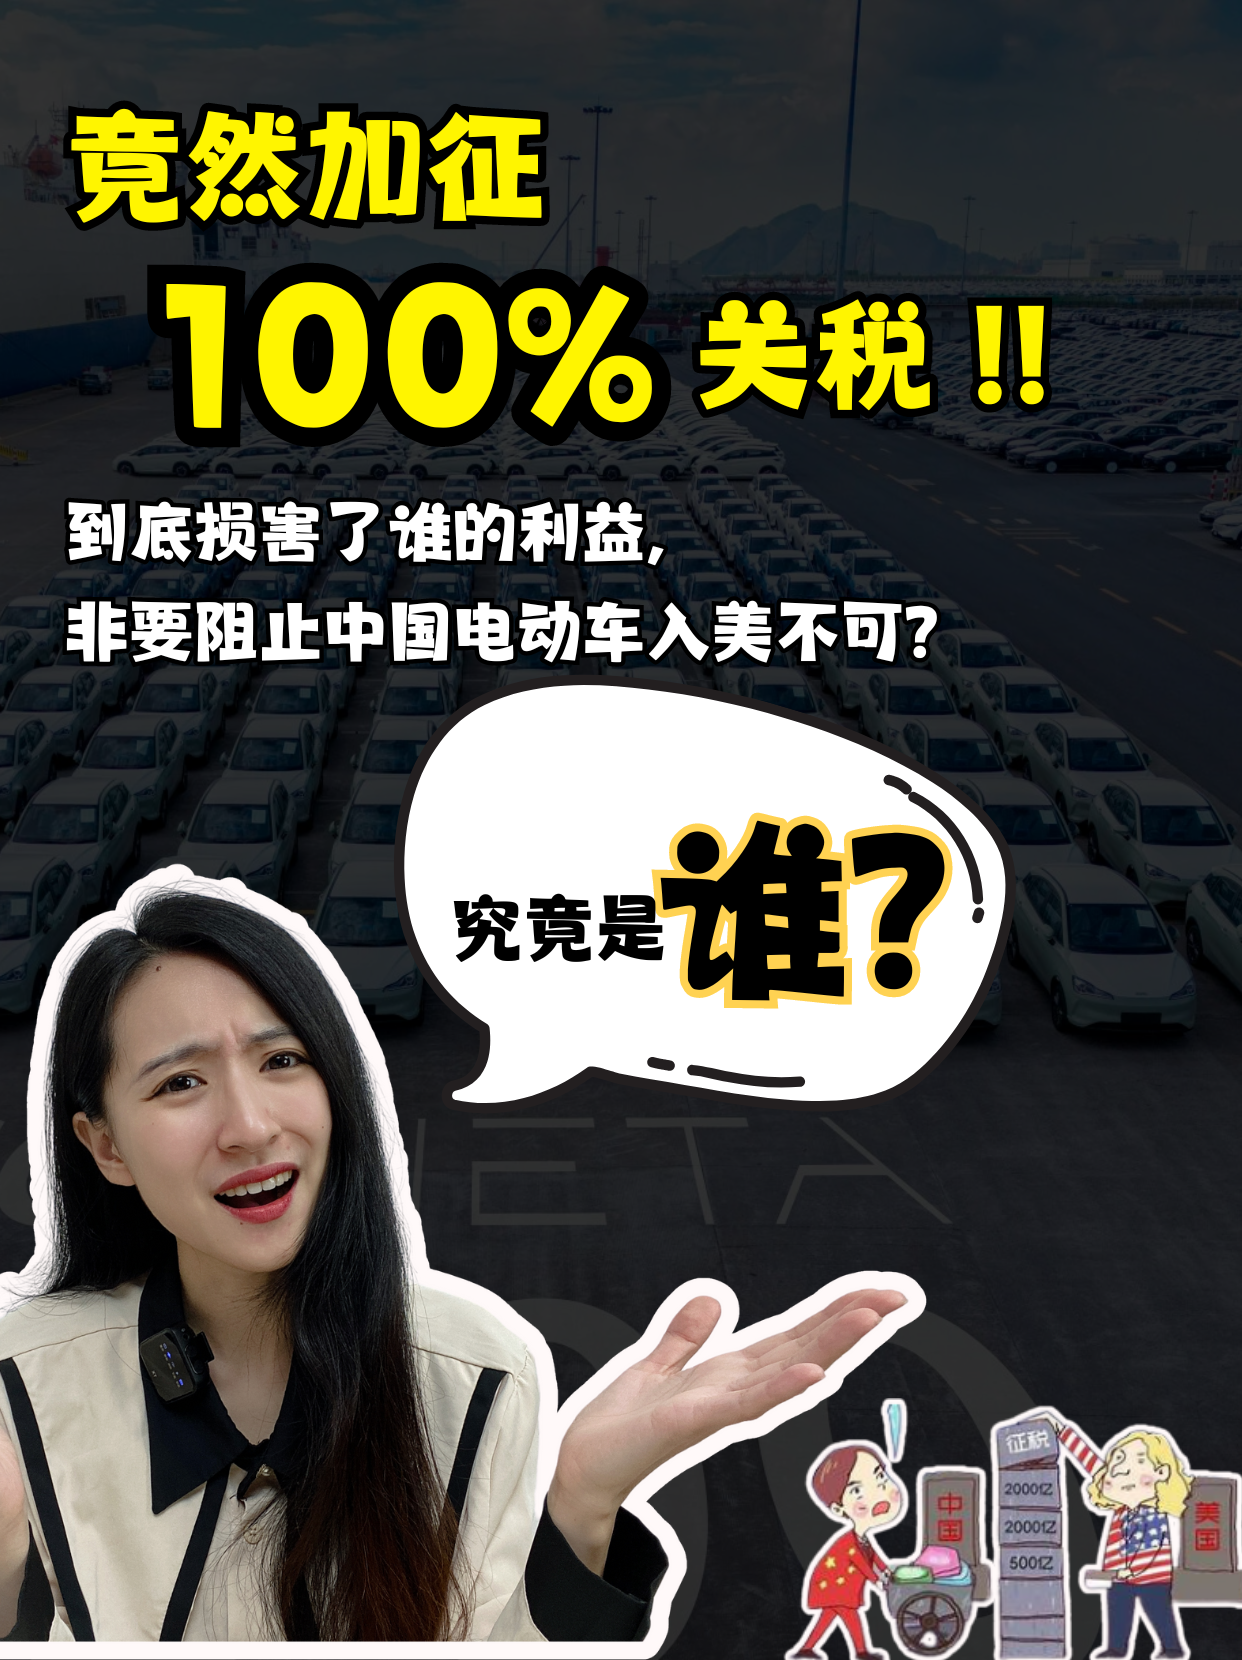 竟然加征
100%关税!!
到底损害了谁的利益,
非要阻止中国电动车入美不可?
究竟是谁?
ETA
征税
2000亿
2000亿
500亿
中国
美国